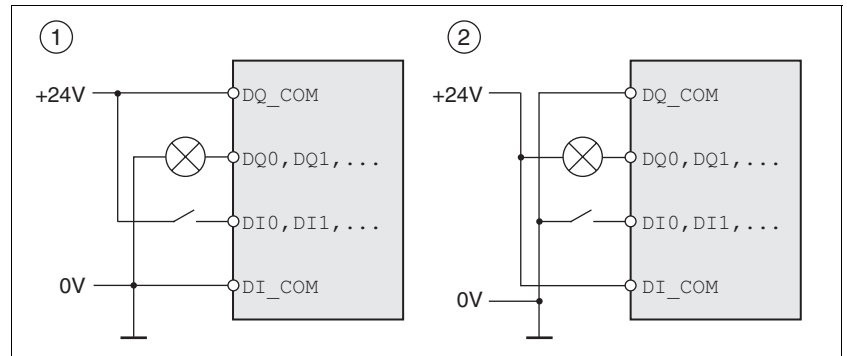 1
+24V
DQ_COM
DQ0,DQ1,...
DI0,DI1,...
0V
DI_COM
2
+24V
DQ_COM
DQ0,DQ1,...
DI0,DI1,...
DI_COM
0V